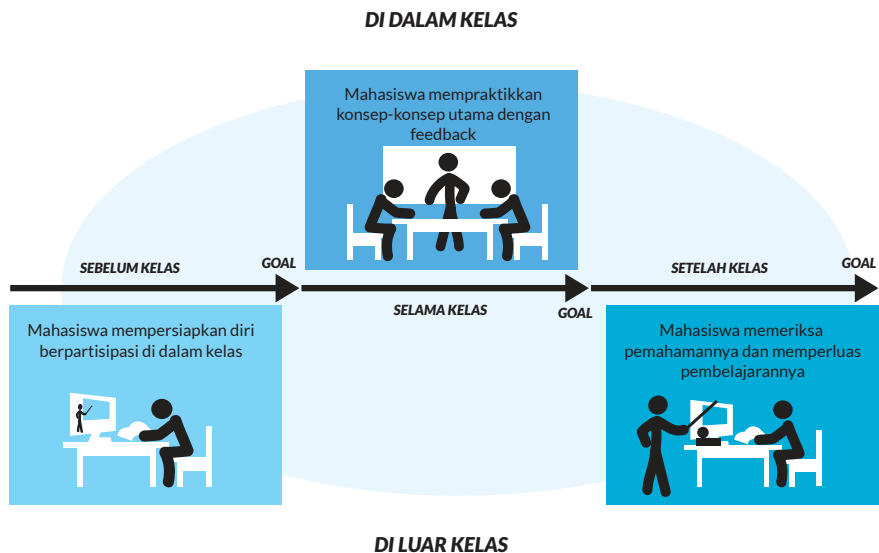 DI DALAM KELAS
Mahasiswa mempraktikkan
konsep-konsep utama dengan
feedback
SEBELUM KELAS
GOAL
SELAMA KELAS
GOAL
SETELAH KELAS
GOAL
Mahasiswa mempersiapkan diri
berpartisipasi di dalam kelas
Mahasiswa memeriksa
pemahamannya dan memperluas
pembelajarannya
DI LUAR KELAS